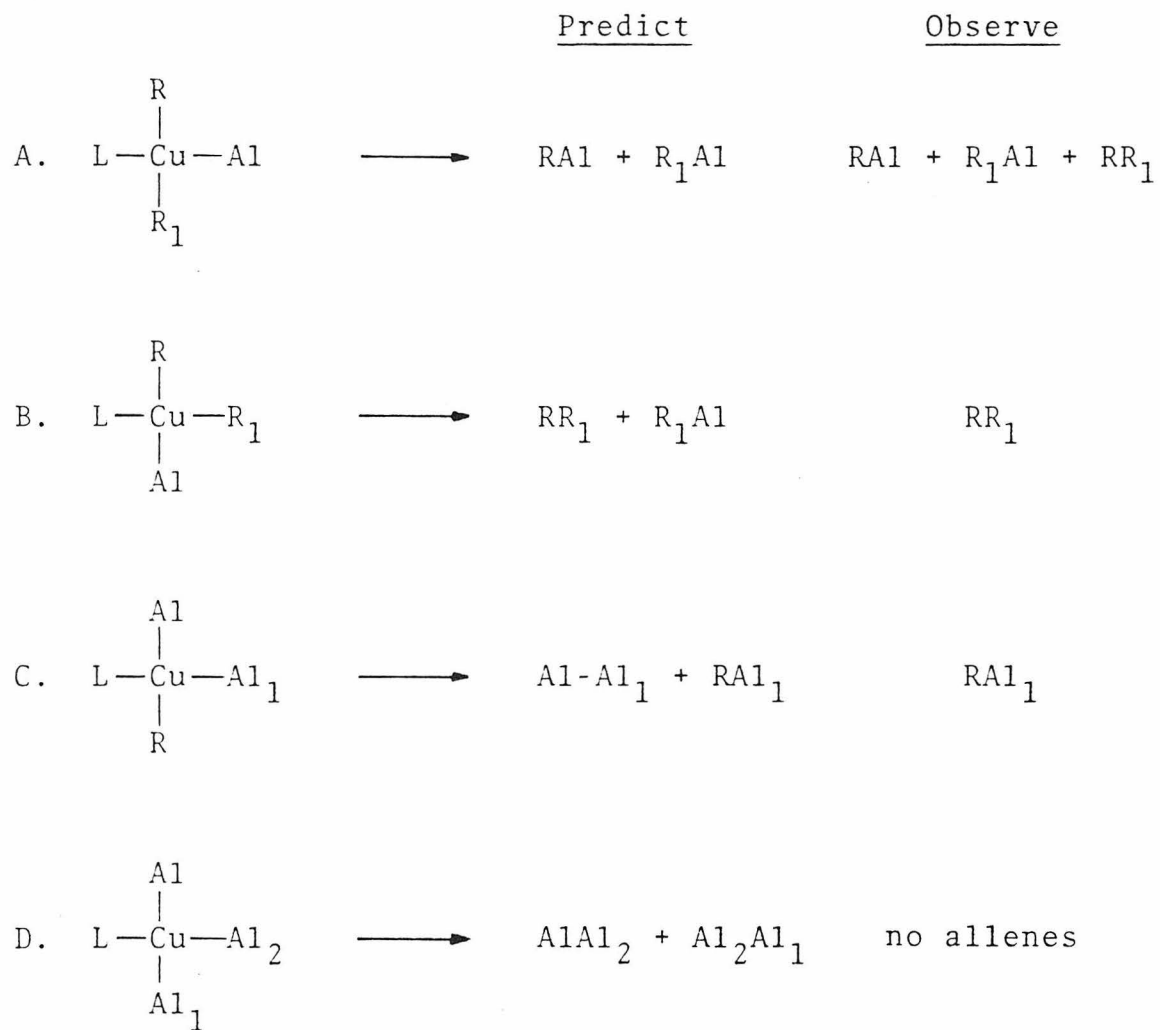 Predict Observe
R
A. L—Cu—Al ⟶ RAl + R₁Al RAl + R₁Al + RR₁
R₁
R
B. L—Cu—R₁ ⟶ RR₁ + R₁Al RR₁
Al
Al
C. L—Cu—Al₁ ⟶ Al-Al₁ + RAl₁ RAl₁
R
Al
D. L—Cu—Al₂ ⟶ AlAl₂ + Al₂Al₁ no allenes
Al₁